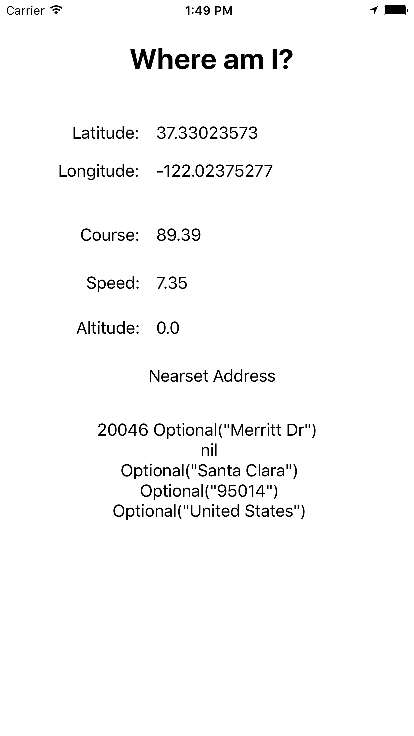 Carrier 1:49 PM
Where am I?
Latitude: 37.33023573
Longitude: -122.02375277
Course: 89.39
Speed: 7.35
Altitude: 0.0
Nearset Address
20046 Optional("Merritt Dr")
nil
Optional("Santa Clara")
Optional("95014")
Optional("United States")